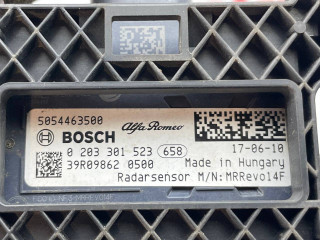 5054463500
BOSCH Alfa Romeo
0 203 301 523 658 17-06-10
39R09862 0500 Made in Hungary
Radarsensor M/N:MRRevo14F